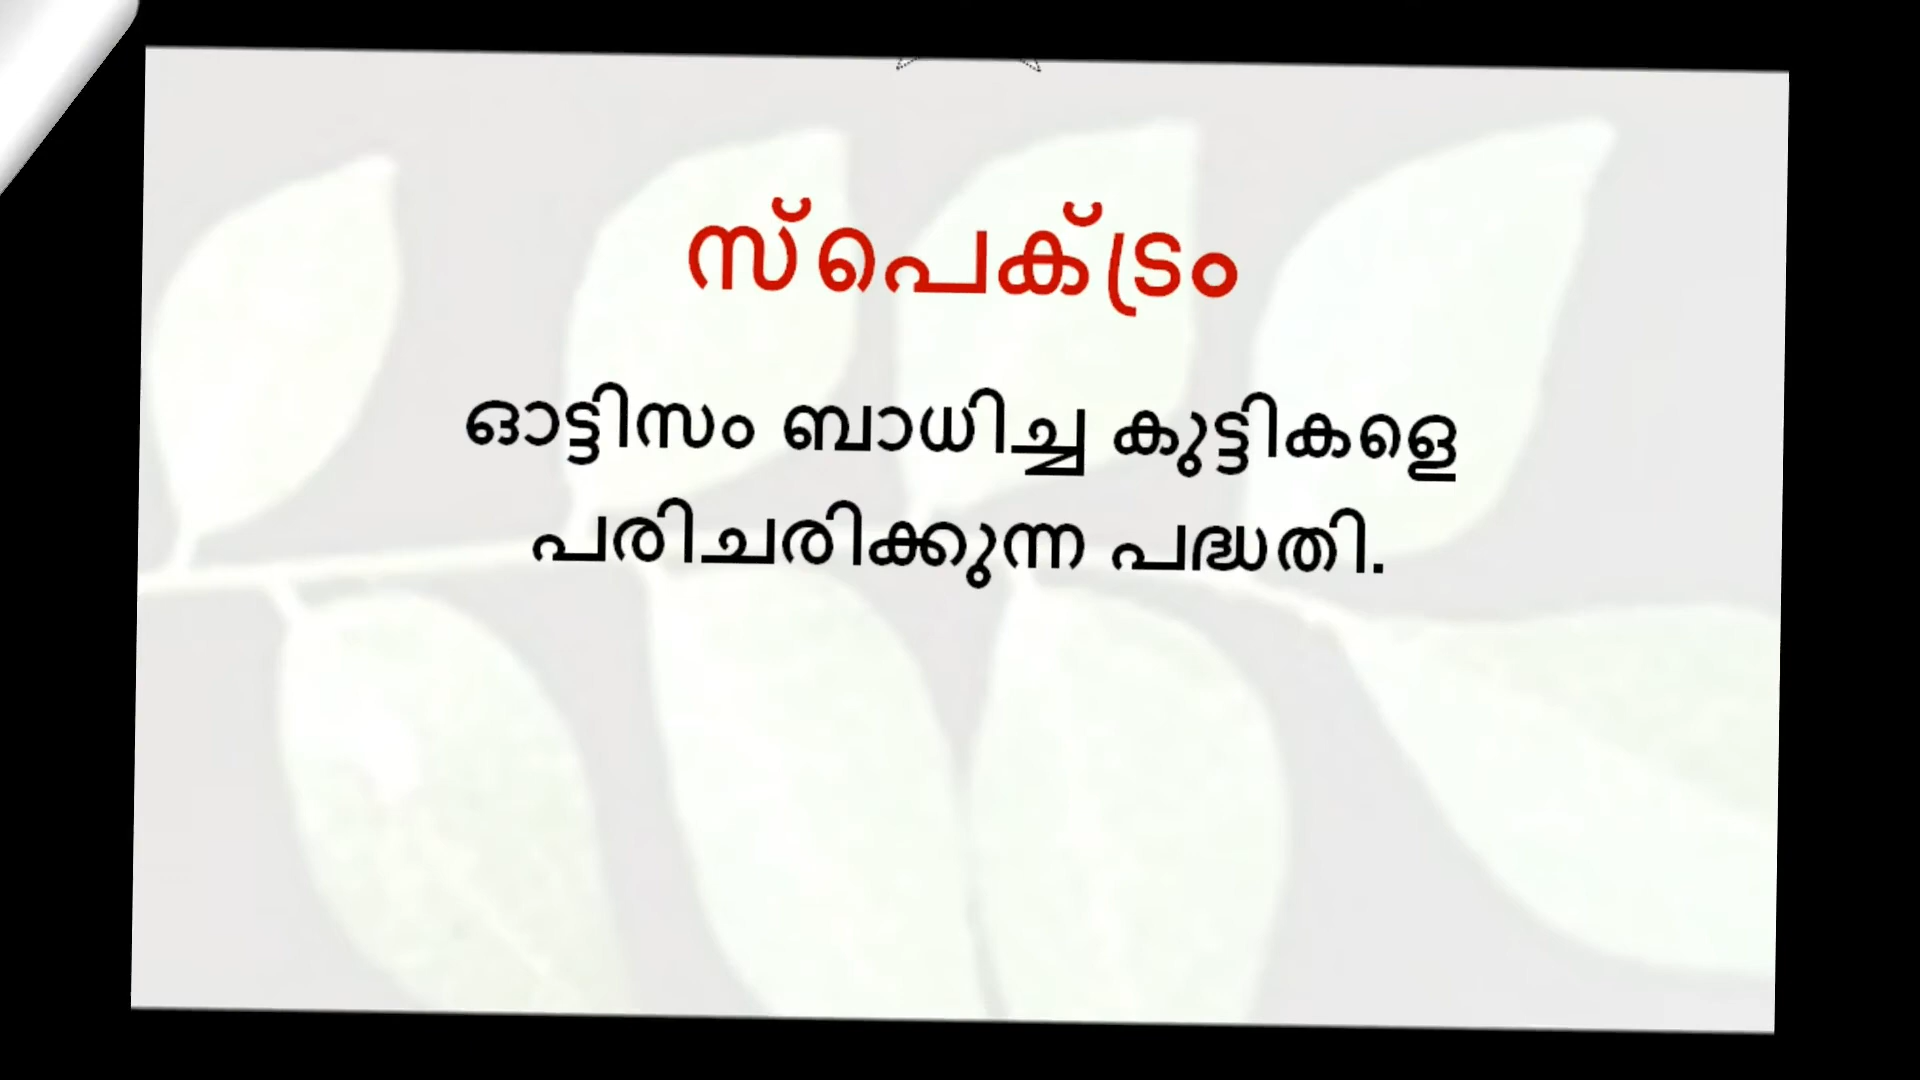 സ്പെക്ട്രം
ഓട്ടിസം ബാധിച്ച കുട്ടികളെ
പരിചരിക്കുന്ന പദ്ധതി.